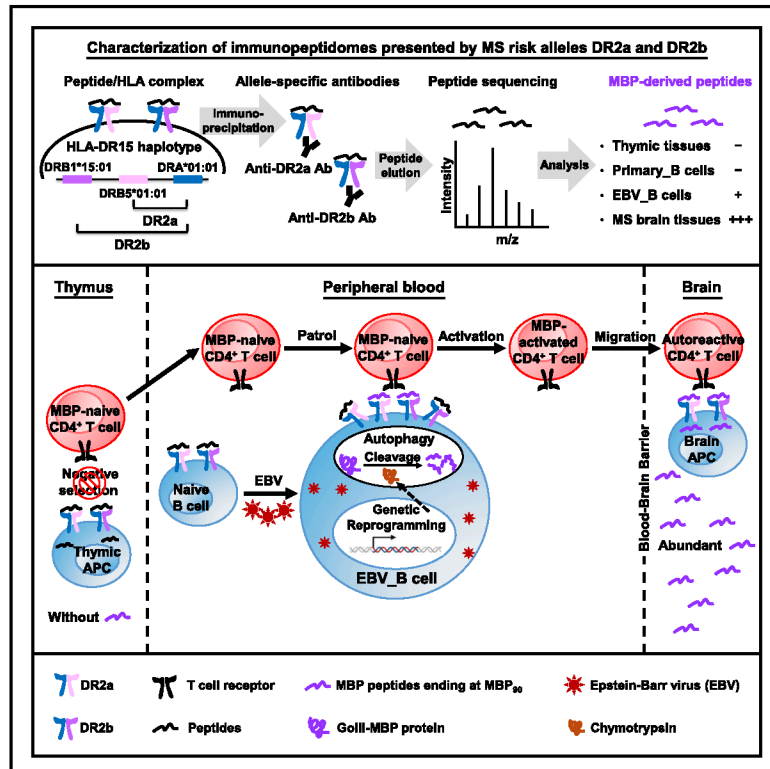 Characterization of immunopeptidomes presented by MS risk alleles DR2a and DR2b
Peptide/HLA complex
Allele-specific antibodies
Peptide sequencing
MBP-derived peptides
Immuno-
precipitation
HLA-DR15 haplotype
DRB1*15:01
DRA*01:01
DRB5*01:01
DR2a
DR2b
Anti-DR2a Ab
Anti-DR2b Ab
Peptide
elution
Intensity
m/z
Analysis
• Thymic tissues –
• Primary_B cells –
• EBV_B cells +
• MS brain tissues +++
Thymus
Peripheral blood
Brain
MBP-naive
CD4⁺ T cell
Negative
selection
Thymic
APC
Without
MBP-naive
CD4⁺ T cell
Patrol
MBP-naive
CD4⁺ T cell
Activation
MBP-
activated
CD4⁺ T cell
Migration
Autoreactive
CD4⁺ T cell
Naive
B cell
EBV
Autophagy
Cleavage
Genetic
Reprogramming
EBV_B cell
Blood-Brain Barrier
Brain
APC
Abundant
DR2a
T cell receptor
MBP peptides ending at MBP₉₀
Epstein-Barr virus (EBV)
DR2b
Peptides
Golli-MBP protein
Chymotrypsin